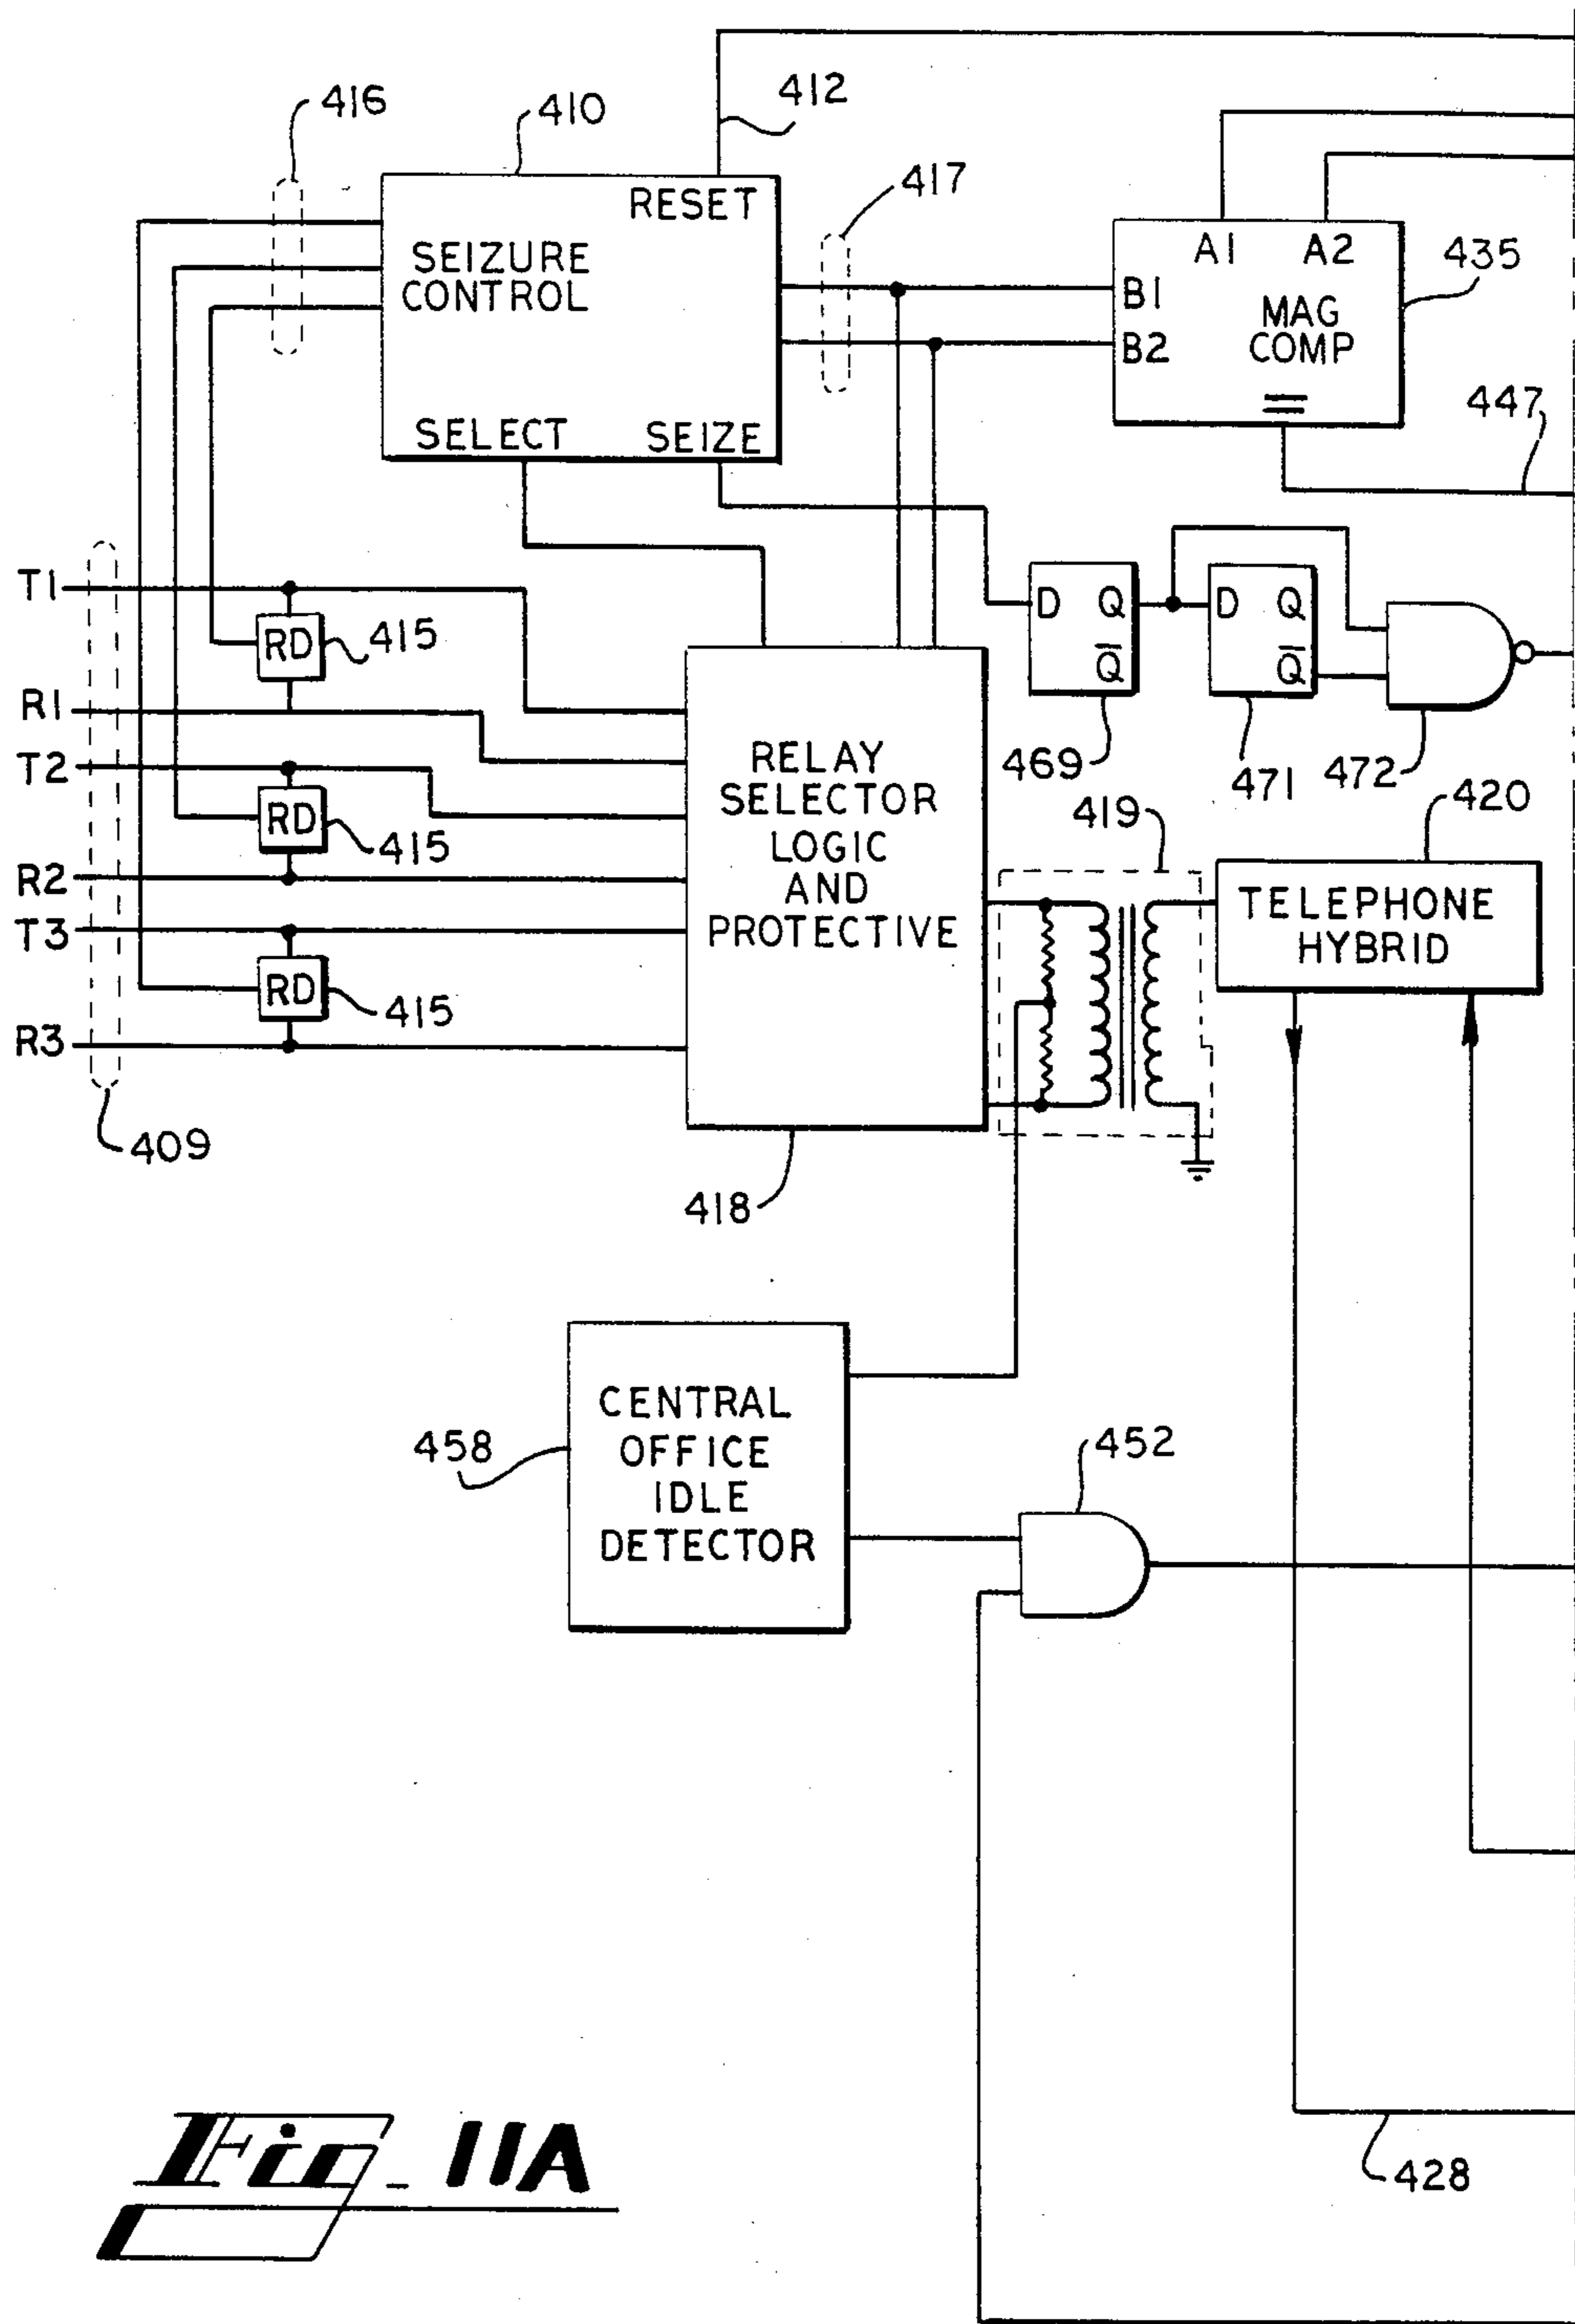 416
410
412
417
RESET
SEIZURE
CONTROL
SELECT
SEIZE
A1 A2
B1
B2
MAG
COMP
=
435
447
T1
RD
415
R1
T2
RD
415
R2
T3
RD
415
R3
409
RELAY
SELECTOR
LOGIC
AND
PROTECTIVE
418
D Q
Q̅
469
D Q
Q̅
471
472
419
420
TELEPHONE
HYBRID
CENTRAL
OFFICE
IDLE
DETECTOR
458
452
428
Fig_ 11A